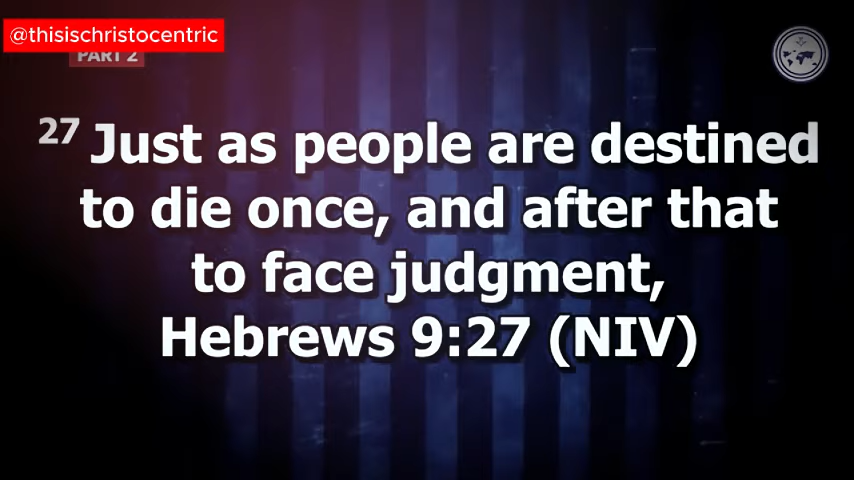 @thisischristocentric
PART 2
27 Just as people are destined
to die once, and after that
to face judgment,
Hebrews 9:27 (NIV)